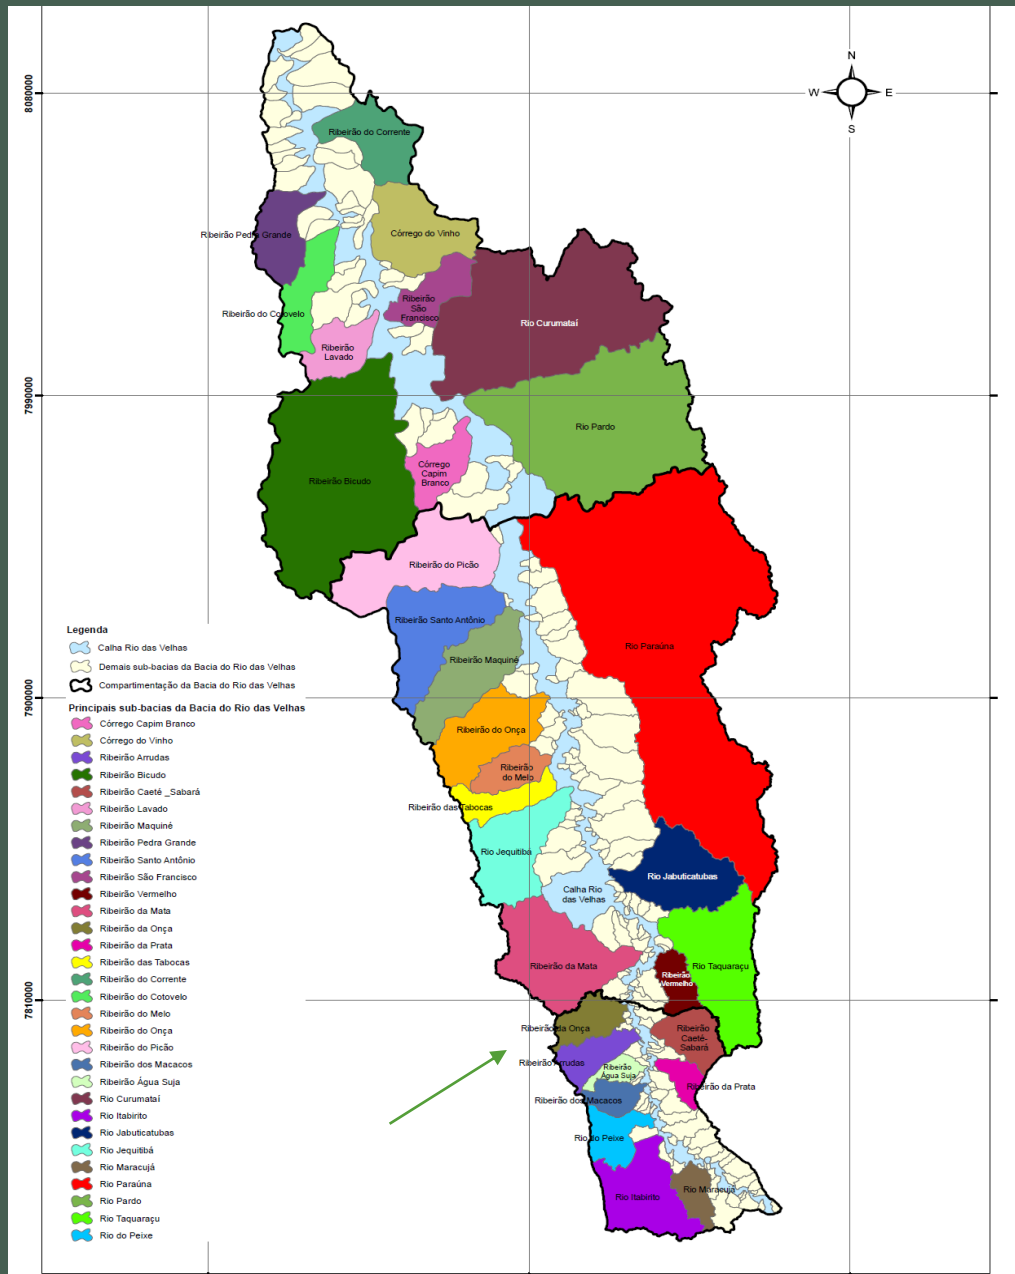 N
W
E
S
8080000
7990000
7900000
7810000
Ribeirão do Corrente
Ribeirão Pedra Grande
Córrego do Vinho
Ribeirão
São
Francisco
Ribeirão do Cotovelo
Rio Curumataí
Ribeirão
Lavado
Rio Pardo
Córrego
Capim
Branco
Ribeirão Bicudo
Ribeirão do Picão
Ribeirão Santo Antônio
Rio Paraúna
Ribeirão Maquiné
Ribeirão do Onça
Ribeirão
do Melo
Ribeirão das Tabocas
Rio Jequitibá
Rio Jabuticatubas
Calha Rio
das Velhas
Ribeirão da Mata
Rio Taquaraçu
Ribeirão
Vermelho
Ribeirão da Onça
Ribeirão
Caeté-
Sabará
Ribeirão Arrudas
Ribeirão
Água Suja
Ribeirão da Prata
Ribeirão dos Macacos
Rio do Peixe
Rio Maracujá
Rio Itabirito
Legenda
Calha Rio das Velhas
Demais sub-bacias da Bacia do Rio das Velhas
Compartimentação da Bacia do Rio das Velhas
Principais sub-bacias da Bacia do Rio das Velhas
Córrego Capim Branco
Córrego do Vinho
Ribeirão Arrudas
Ribeirão Bicudo
Ribeirão Caeté _Sabará
Ribeirão Lavado
Ribeirão Maquiné
Ribeirão Pedra Grande
Ribeirão Santo Antônio
Ribeirão São Francisco
Ribeirão Vermelho
Ribeirão da Mata
Ribeirão da Onça
Ribeirão da Prata
Ribeirão das Tabocas
Ribeirão do Corrente
Ribeirão do Cotovelo
Ribeirão do Melo
Ribeirão do Onça
Ribeirão do Picão
Ribeirão dos Macacos
Ribeirão Água Suja
Rio Curumataí
Rio Itabirito
Rio Jabuticatubas
Rio Jequitibá
Rio Maracujá
Rio Paraúna
Rio Pardo
Rio Taquaraçu
Rio do Peixe